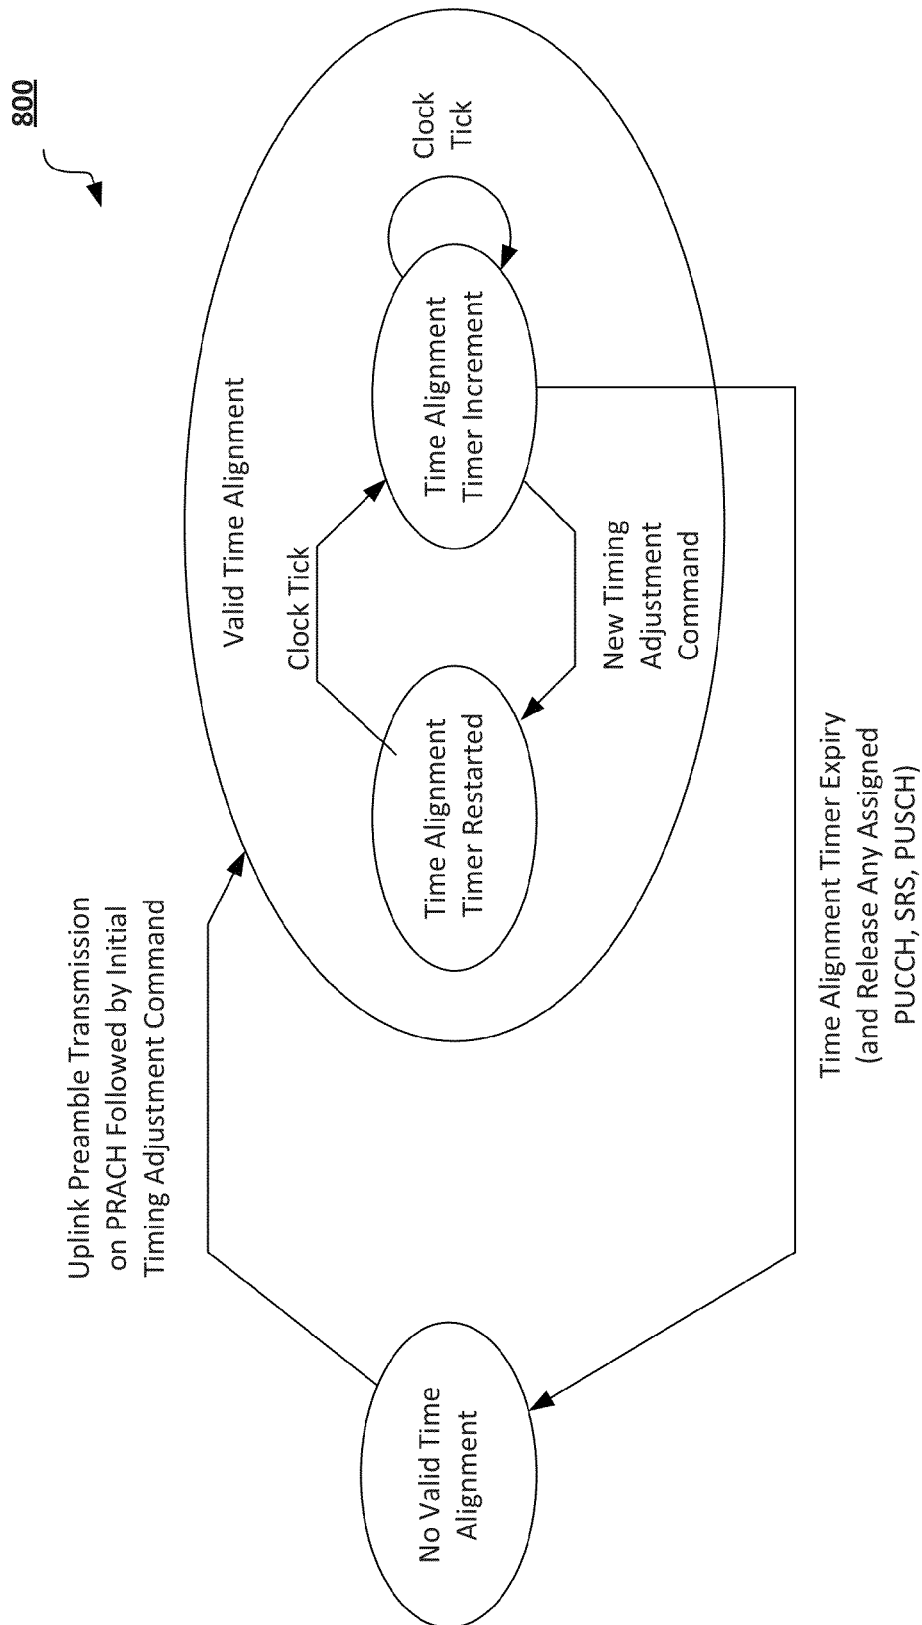 800
Uplink Preamble Transmission
on PRACH Followed by Initial
Timing Adjustment Command
Valid Time Alignment
Clock Tick
Clock
Tick
No Valid Time
Alignment
Time Alignment
Timer Restarted
Time Alignment
Timer Increment
New Timing
Adjustment
Command
Time Alignment Timer Expiry
(and Release Any Assigned
PUCCH, SRS, PUSCH)